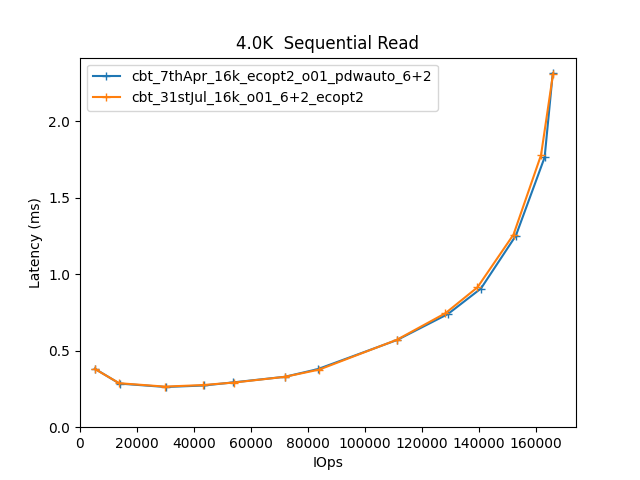 4.0K  Sequential Read
cbt_7thApr_16k_ecopt2_o01_pdwauto_6+2
cbt_31stJul_16k_o01_6+2_ecopt2
Latency (ms)
2.0
1.5
1.0
0.5
0.0
0 20000 40000 60000 80000 100000 120000 140000 160000
IOps